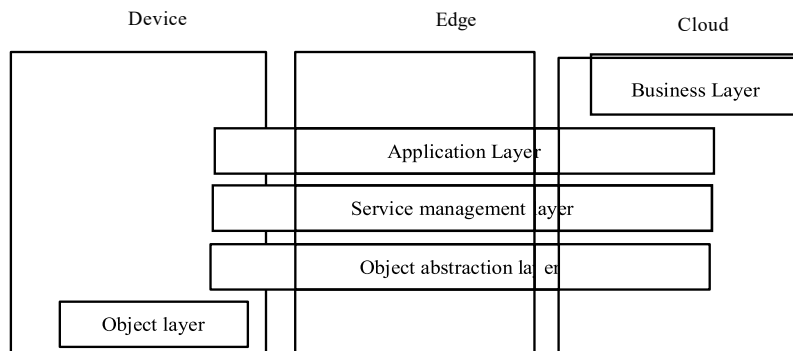 Device
Edge
Cloud
Business Layer
Application Layer
Service management layer
Object abstraction layer
Object layer